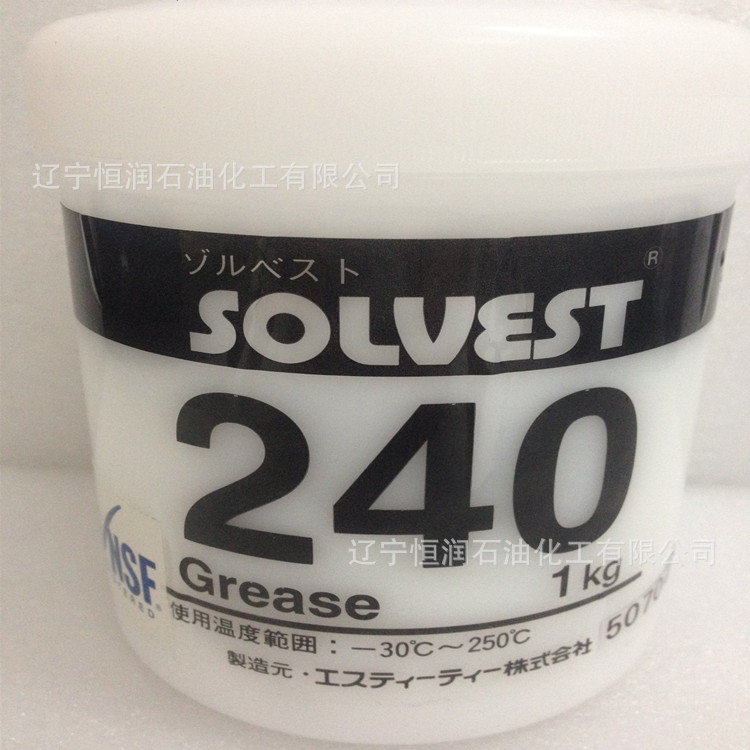 辽宁恒润石油化工有限公司
ゾルベスト
SOLVEST®
240
辽宁恒润石油化工有限公司
NSF
Grease
1kg
使用温度範囲：―30℃～250℃
製造元・エスティーティー株式会社